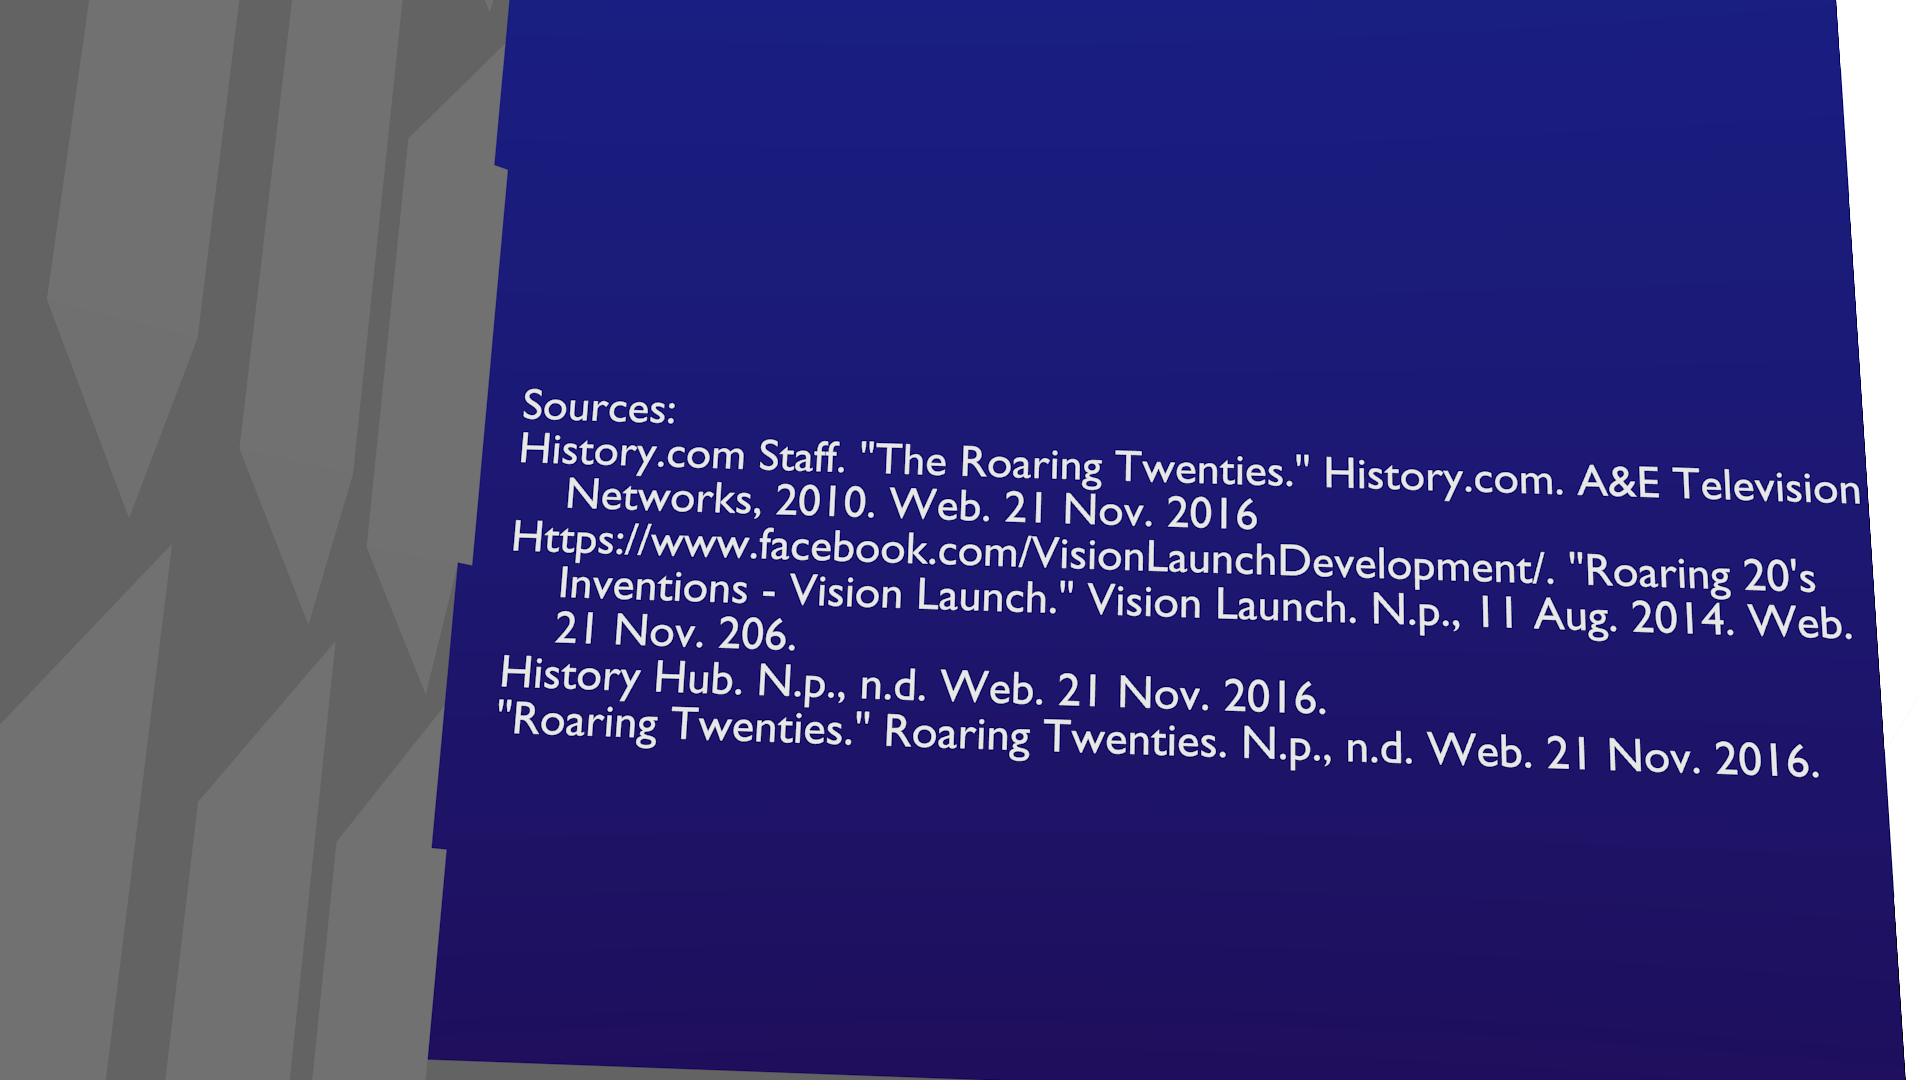 Sources:
History.com Staff. "The Roaring Twenties." History.com. A&E Television
Networks, 2010. Web. 21 Nov. 2016
Https://www.facebook.com/VisionLaunchDevelopment/. "Roaring 20's
Inventions - Vision Launch." Vision Launch. N.p., 11 Aug. 2014. Web.
21 Nov. 206.
History Hub. N.p., n.d. Web. 21 Nov. 2016.
"Roaring Twenties." Roaring Twenties. N.p., n.d. Web. 21 Nov. 2016.